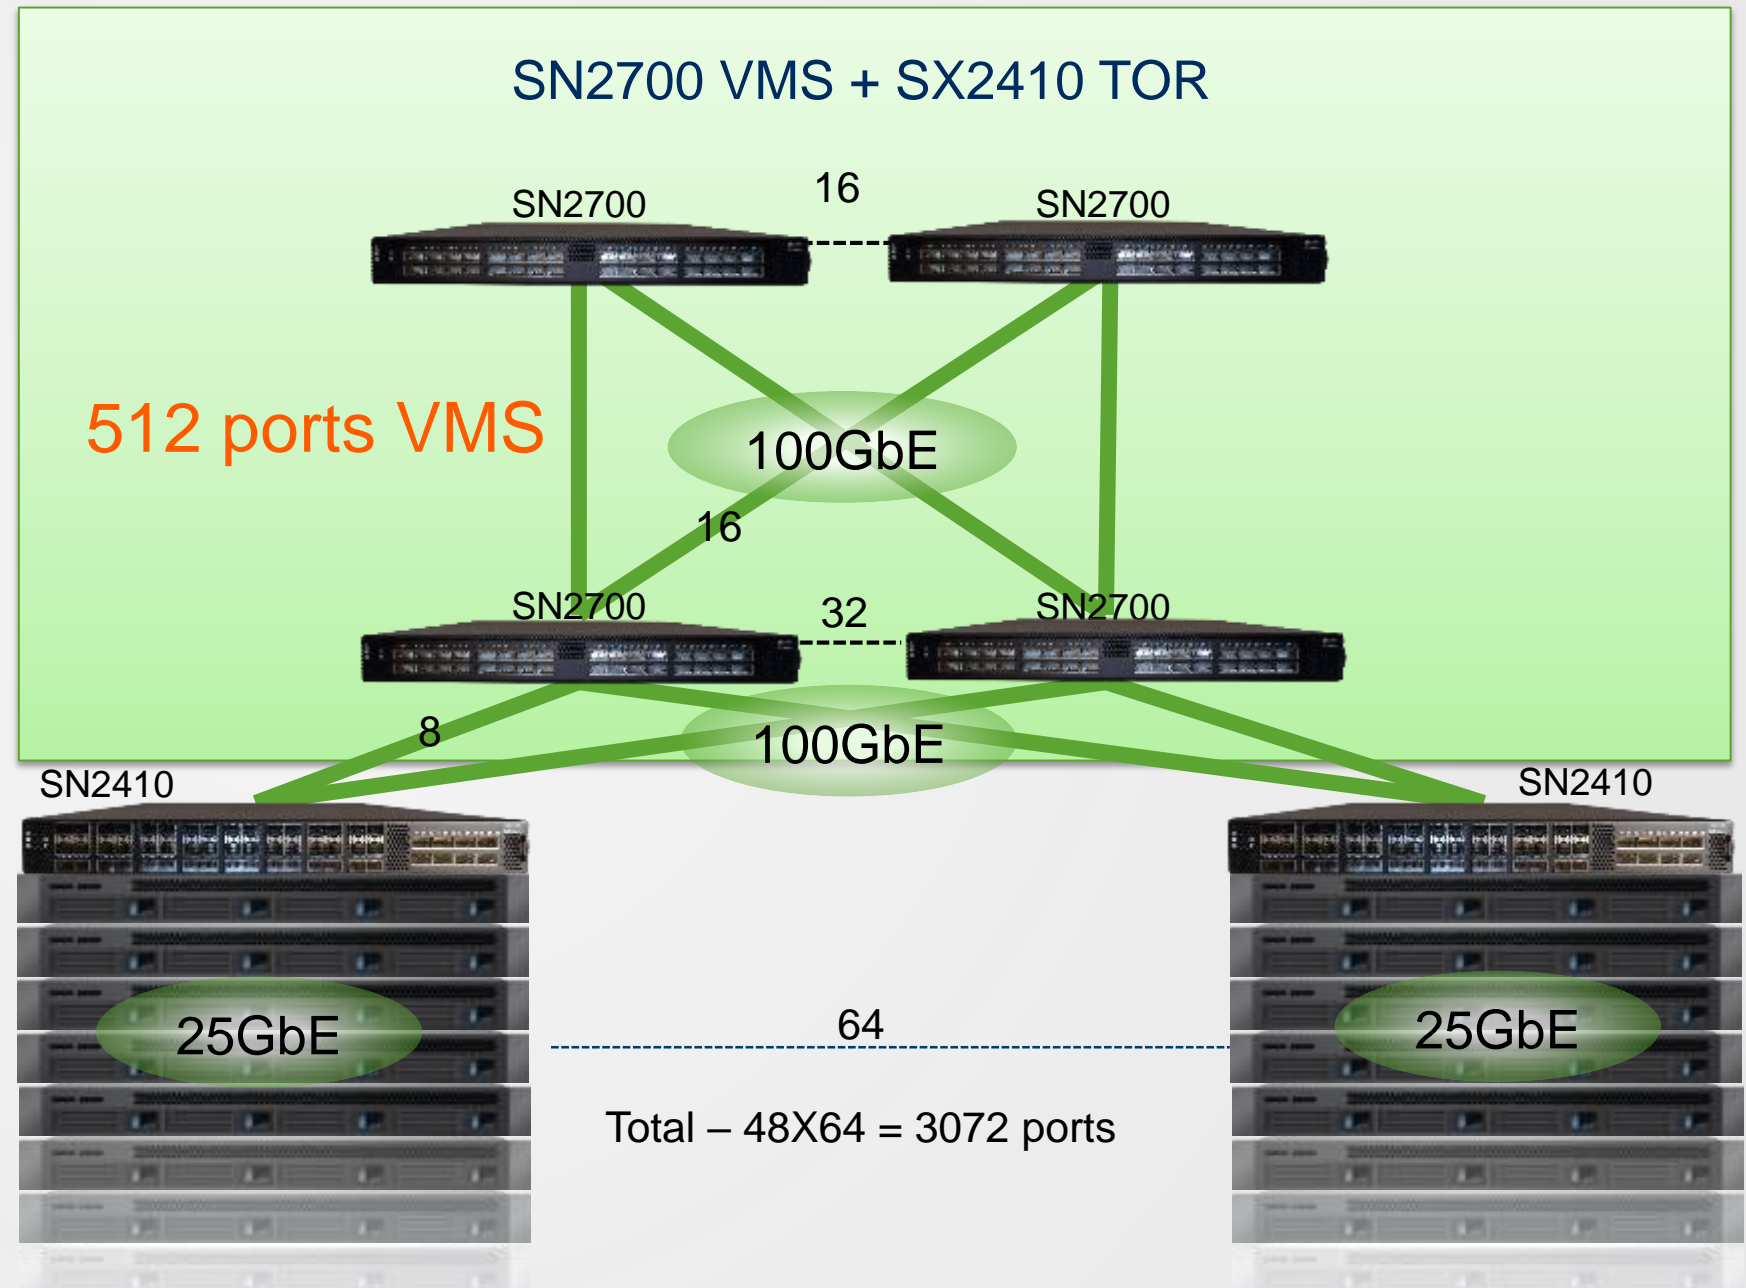 SN2700 VMS + SX2410 TOR
SN2700
16
SN2700
512 ports VMS
100GbE
16
SN2700
32
SN2700
8
100GbE
SN2410
SN2410
25GbE
64
25GbE
Total – 48X64 = 3072 ports